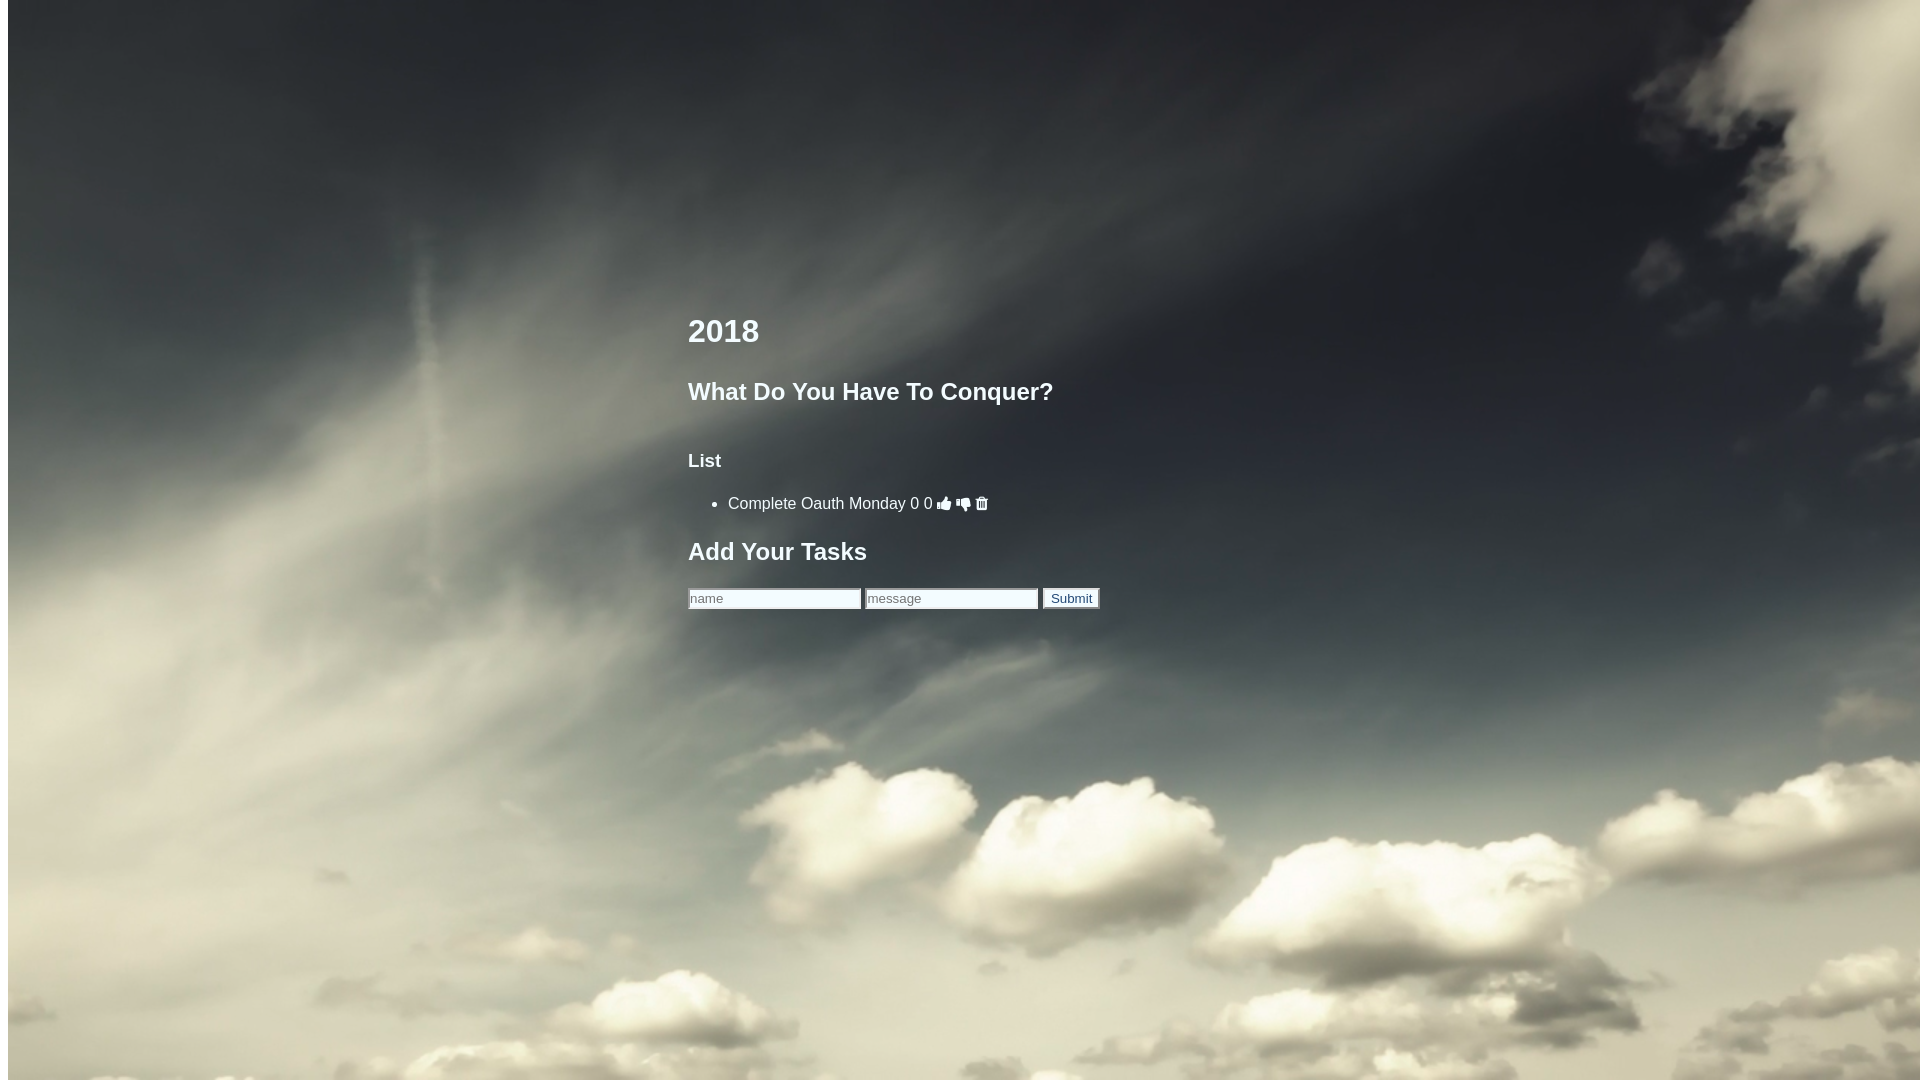 2018
What Do You Have To Conquer?
List
Complete Oauth Monday 0 0
Add Your Tasks
name message Submit